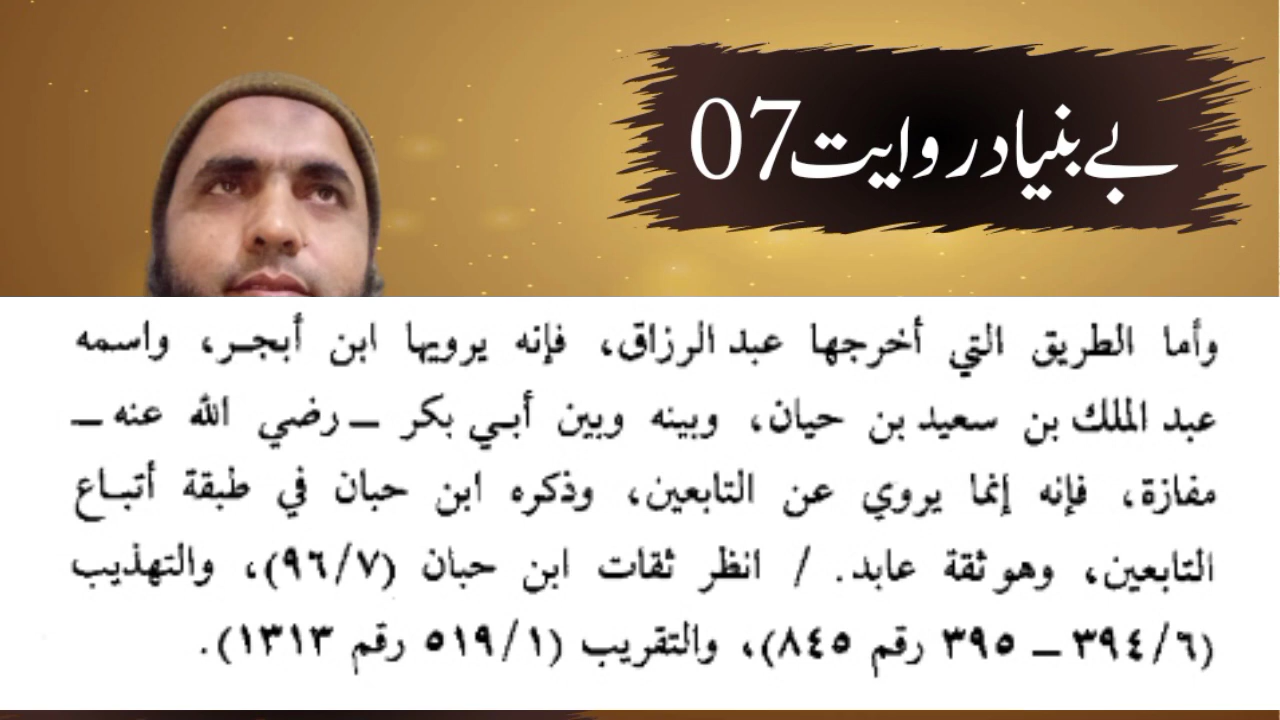 بے بنیاد روایت07
وأما الطريق التي أخرجها عبد الرزاق، فإنه يرويها ابن أبجر، واسمه
عبد الملك بن سعيد بن حيان، وبينه وبين أبي بكر ــ رضي الله عنه ــ
مفازة، فإنه إنما يروي عن التابعين، وذكره ابن حبان في طبقة أتباع
التابعين، وهو ثقة عابد. / انظر ثقات ابن حبان (٩٦/٧)، والتهذيب
(٣٩٤/٦ ــ ٣٩٥ رقم ٨٤٥)، والتقريب (٥١٩/١ رقم ١٣١٣).